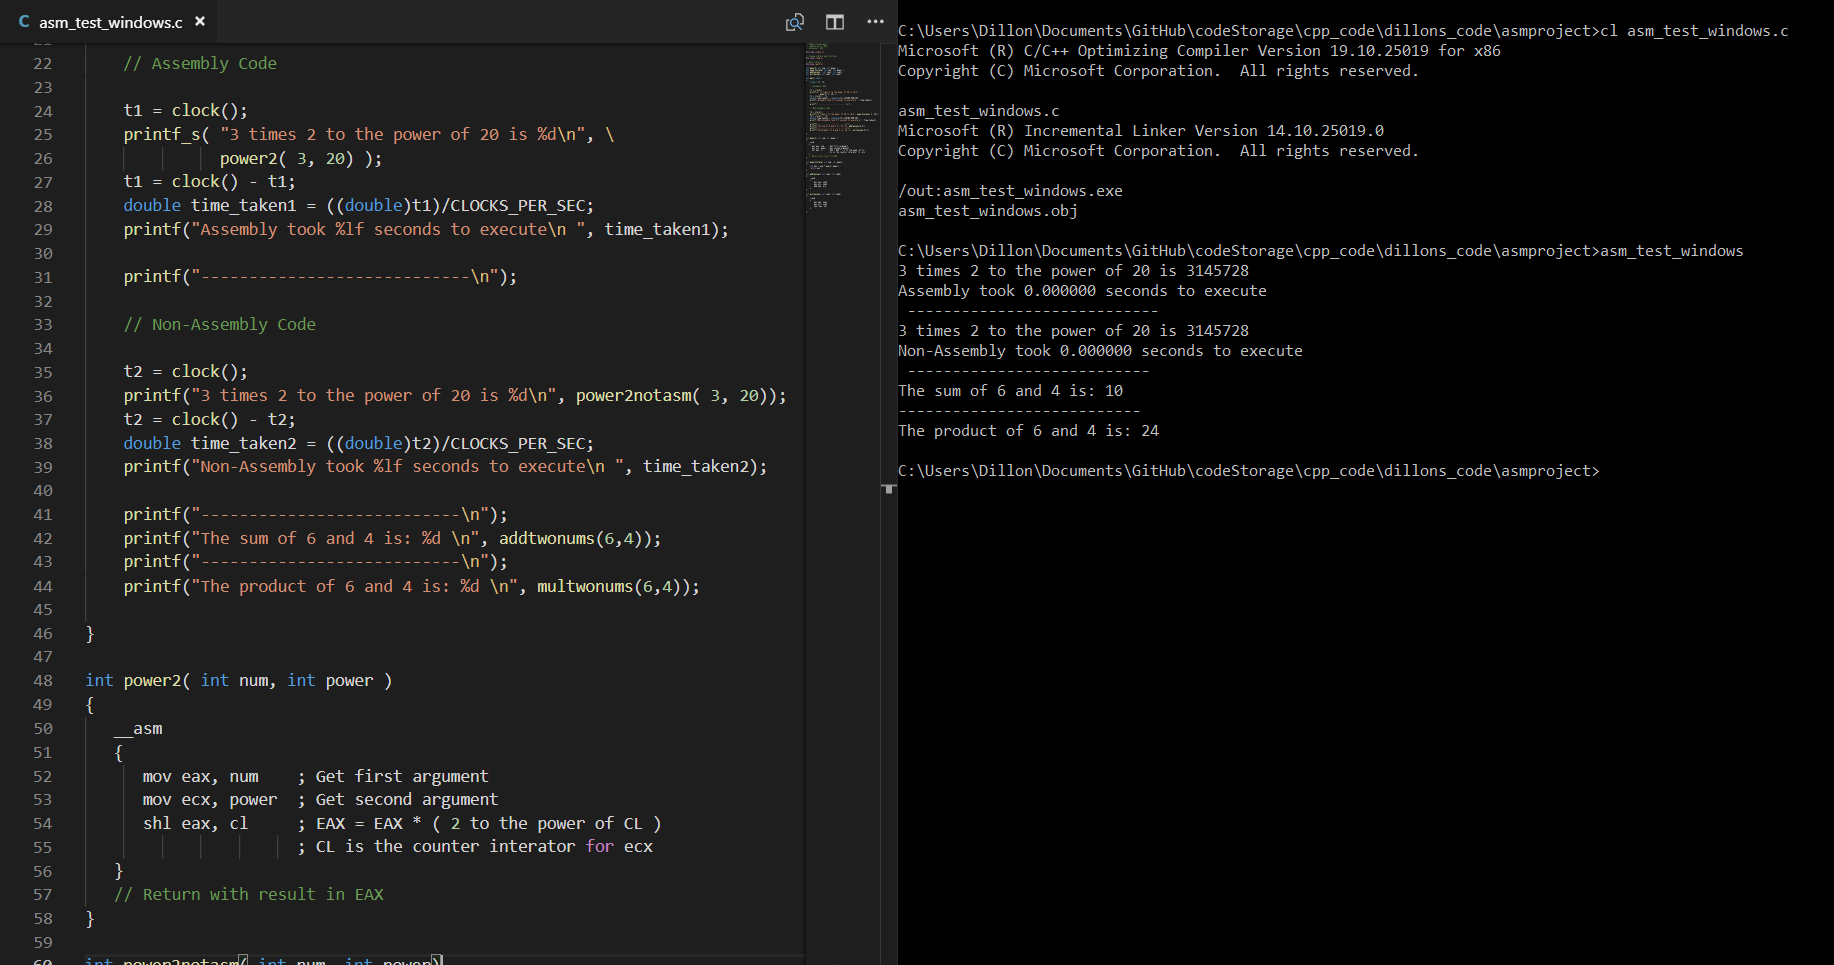 C asm_test_windows.c ×
22 // Assembly Code
23
24 t1 = clock();
25 printf_s( "3 times 2 to the power of 20 is %d\n", \
26 power2( 3, 20) );
27 t1 = clock() - t1;
28 double time_taken1 = ((double)t1)/CLOCKS_PER_SEC;
29 printf("Assembly took %lf seconds to execute\n ", time_taken1);
30
31 printf("----------------------------\n");
32
33 // Non-Assembly Code
34
35 t2 = clock();
36 printf("3 times 2 to the power of 20 is %d\n", power2notasm( 3, 20));
37 t2 = clock() - t2;
38 double time_taken2 = ((double)t2)/CLOCKS_PER_SEC;
39 printf("Non-Assembly took %lf seconds to execute\n ", time_taken2);
40
41 printf("---------------------------\n");
42 printf("The sum of 6 and 4 is: %d \n", addtwonums(6,4));
43 printf("---------------------------\n");
44 printf("The product of 6 and 4 is: %d \n", multwonums(6,4));
45
46 }
47
48 int power2( int num, int power )
49 {
50 __asm
51 {
52 mov eax, num ; Get first argument
53 mov ecx, power ; Get second argument
54 shl eax, cl ; EAX = EAX * ( 2 to the power of CL )
55 ; CL is the counter interator for ecx
56 }
57 // Return with result in EAX
58 }
59
60 int power2notasm( int num, int power)
C:\Users\Dillon\Documents\GitHub\codeStorage\cpp_code\dillons_code\asmproject>cl asm_test_windows.c
Microsoft (R) C/C++ Optimizing Compiler Version 19.10.25019 for x86
Copyright (C) Microsoft Corporation.  All rights reserved.
asm_test_windows.c
Microsoft (R) Incremental Linker Version 14.10.25019.0
Copyright (C) Microsoft Corporation.  All rights reserved.
/out:asm_test_windows.exe
asm_test_windows.obj
C:\Users\Dillon\Documents\GitHub\codeStorage\cpp_code\dillons_code\asmproject>asm_test_windows
3 times 2 to the power of 20 is 3145728
Assembly took 0.000000 seconds to execute
----------------------------
3 times 2 to the power of 20 is 3145728
Non-Assembly took 0.000000 seconds to execute
---------------------------
The sum of 6 and 4 is: 10
---------------------------
The product of 6 and 4 is: 24
C:\Users\Dillon\Documents\GitHub\codeStorage\cpp_code\dillons_code\asmproject>